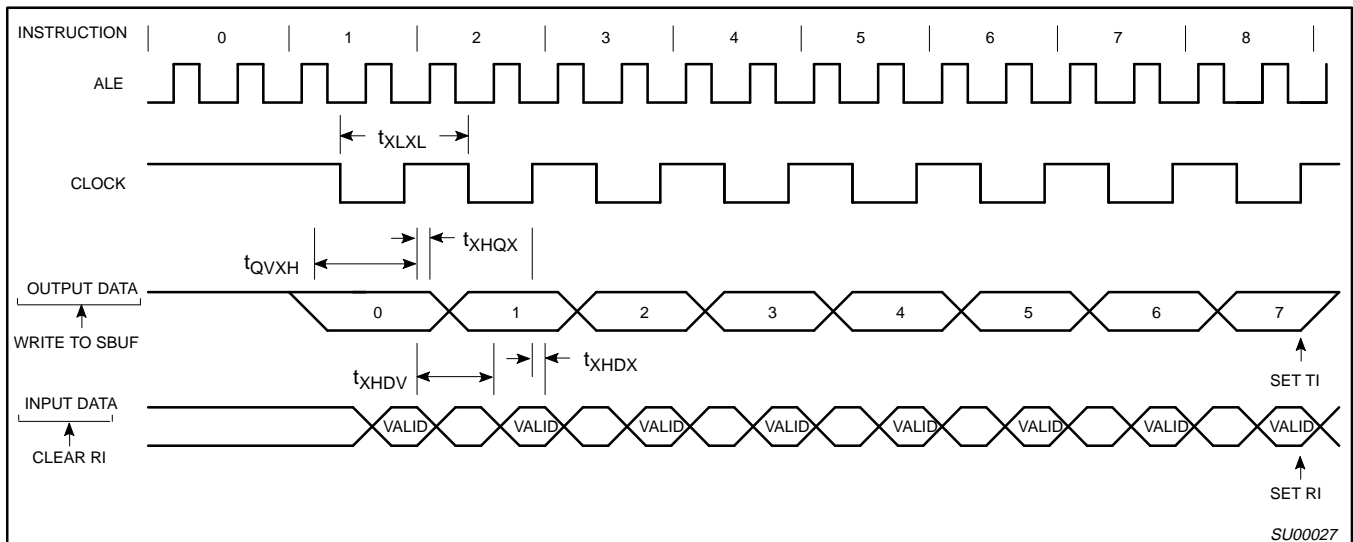 INSTRUCTION 0 1 2 3 4 5 6 7 8
ALE
tXLXL
CLOCK
tXHQX
tQVXH
OUTPUT DATA
0 1 2 3 4 5 6 7
WRITE TO SBUF
tXHDX
tXHDV
SET TI
INPUT DATA
VALID VALID VALID VALID VALID VALID VALID VALID
CLEAR RI
SET RI
SU00027